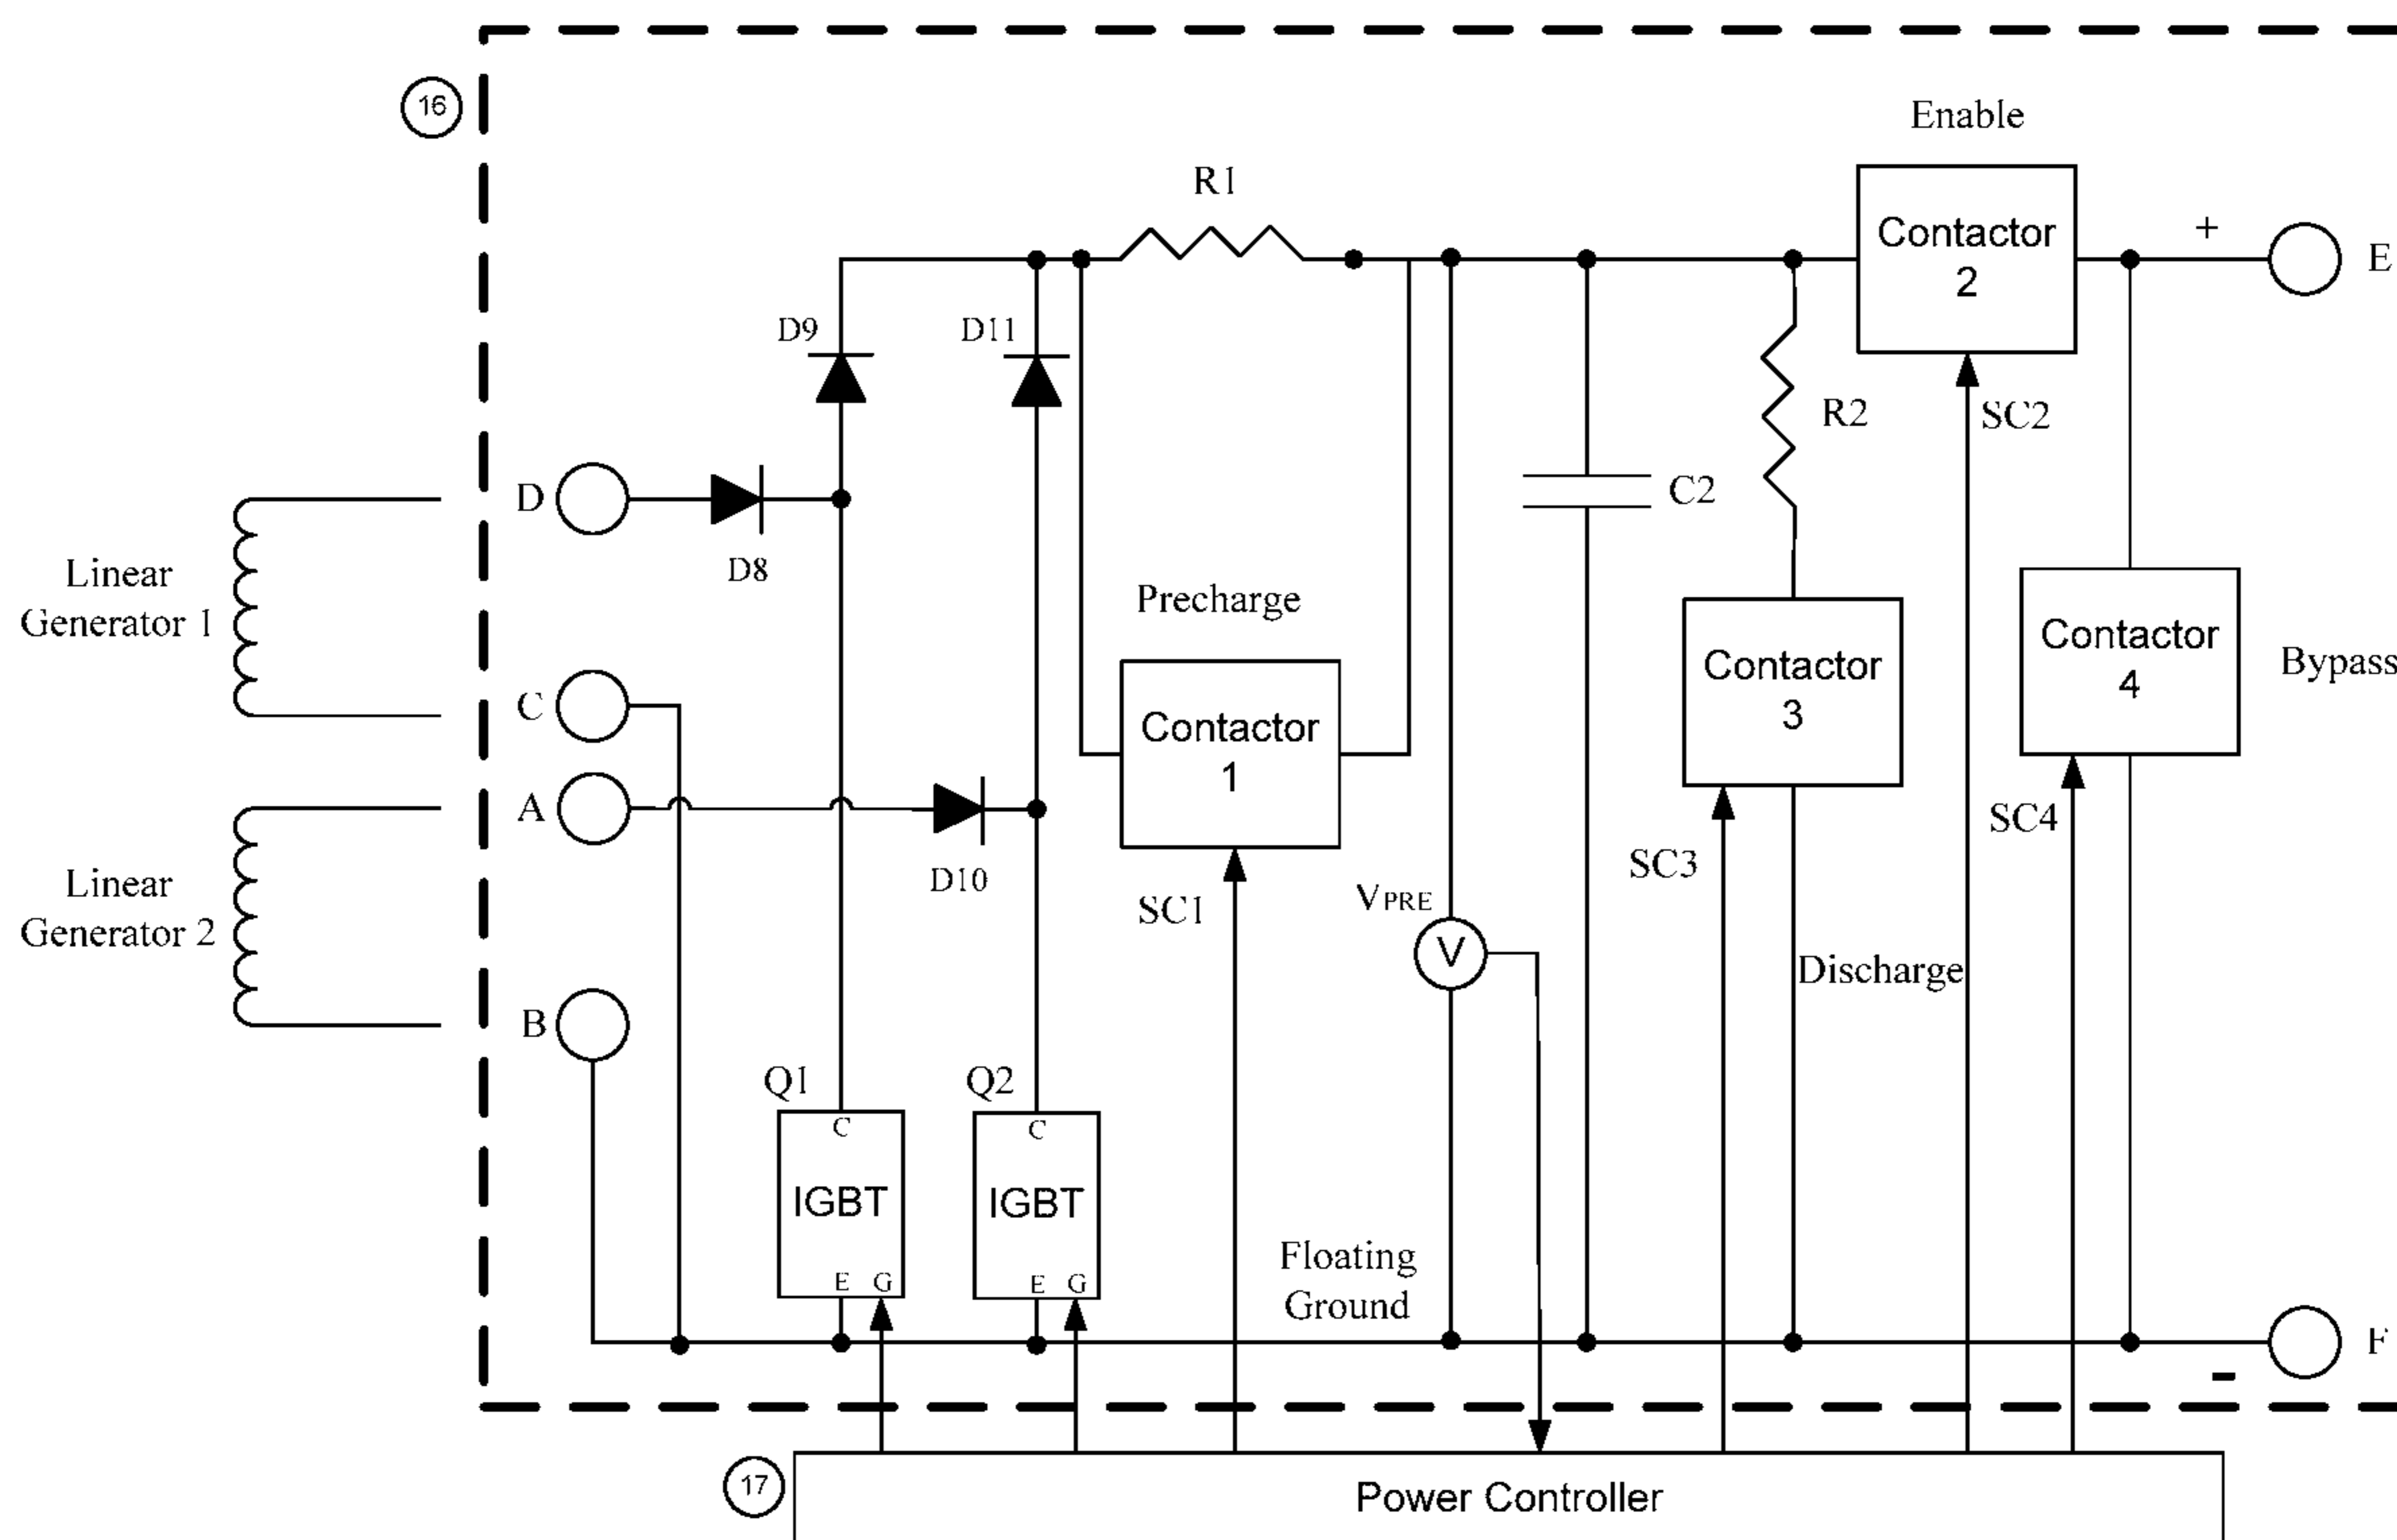 16
Enable
R1
Contactor
2
+
E
D9
D11
SC2
R2
D
C2
D8
Linear
Generator 1
Precharge
Contactor
3
Contactor
4
Bypass
C
Contactor
1
A
SC4
SC3
D10
Linear
Generator 2
SC1
VPRE
V
Discharge
B
Q1
Q2
C
IGBT
E G
C
IGBT
E G
Floating
Ground
F
-
17
Power Controller